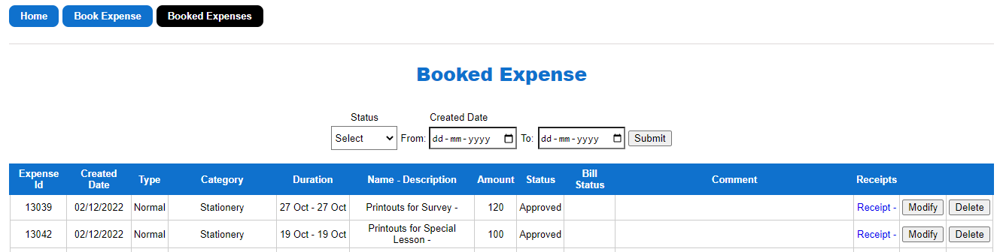 Home Book Expense Booked Expenses
Booked Expense
Status Created Date
Select From: dd-mm-yyyy To: dd-mm-yyyy Submit
Expense Id Created Date Type Category Duration Name - Description Amount Status Bill Status Comment Receipts
13039 02/12/2022 Normal Stationery 27 Oct - 27 Oct Printouts for Survey - 120 Approved Receipt - Modify Delete
13042 02/12/2022 Normal Stationery 19 Oct - 19 Oct Printouts for Special Lesson - 100 Approved Receipt - Modify Delete